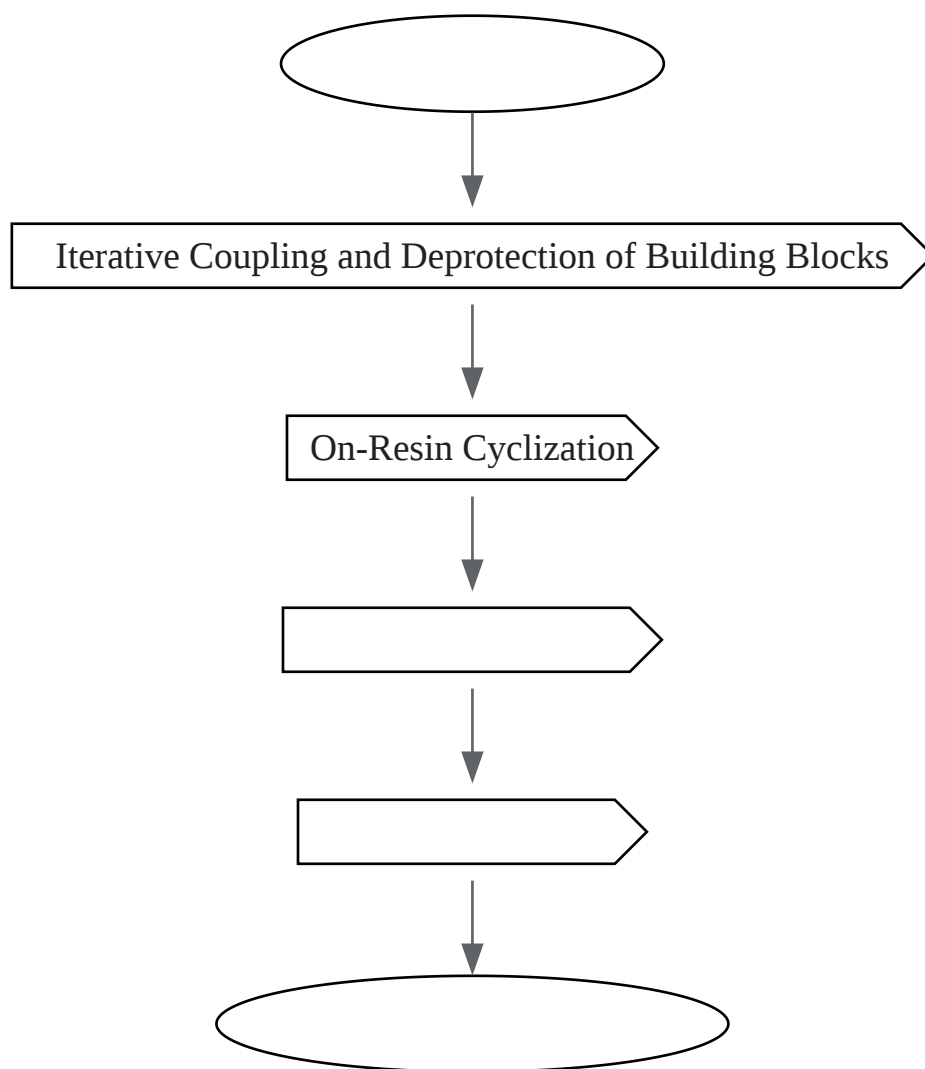 Iterative Coupling and Deprotection of Building Blocks
On-Resin Cyclization